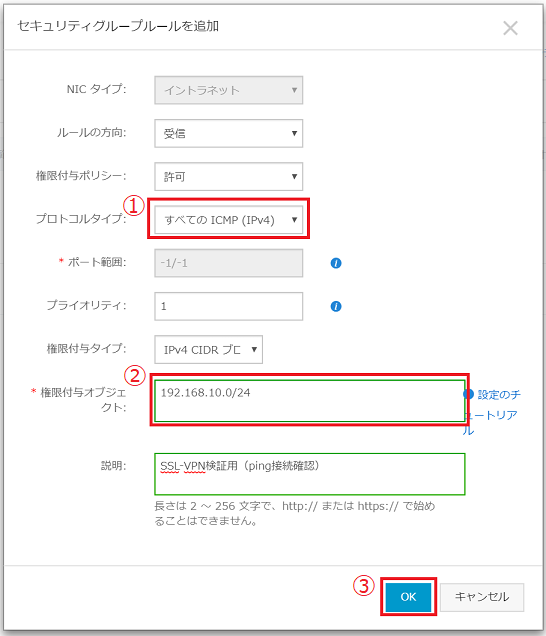 セキュリティグループルールを追加
NIC タイプ: イントラネット
ルールの方向: 受信
権限付与ポリシー: 許可
①
プロトコルタイプ: すべての ICMP (IPv4)
* ポート範囲: -1/-1
プライオリティ: 1
権限付与タイプ: IPv4 CIDR ブロ
②
* 権限付与オブジェ
クト:
192.168.10.0/24
設定のチ
ュートリア
ル
説明: SSL-VPN検証用（ping接続確認）
長さは 2 ～ 256 文字で、http:// または https:// で始め
ることはできません。
③ OK キャンセル